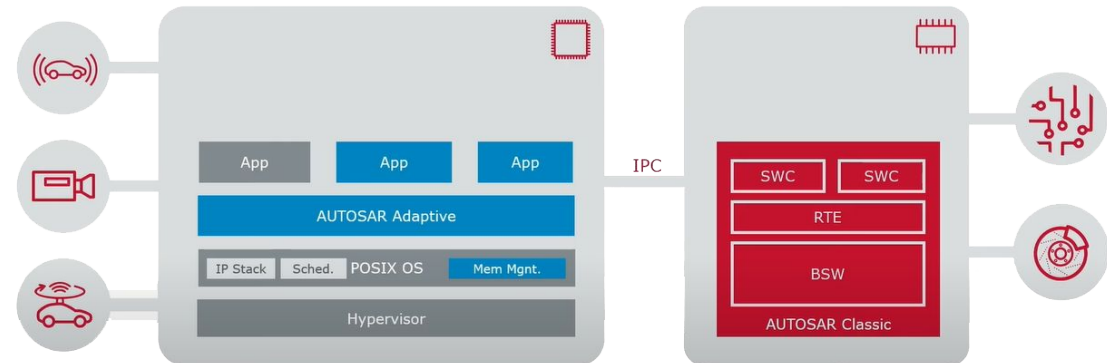 App
App
App
AUTOSAR Adaptive
IP Stack
Sched.
POSIX OS
Mem Mgnt.
Hypervisor
IPC
SWC
SWC
RTE
BSW
AUTOSAR Classic